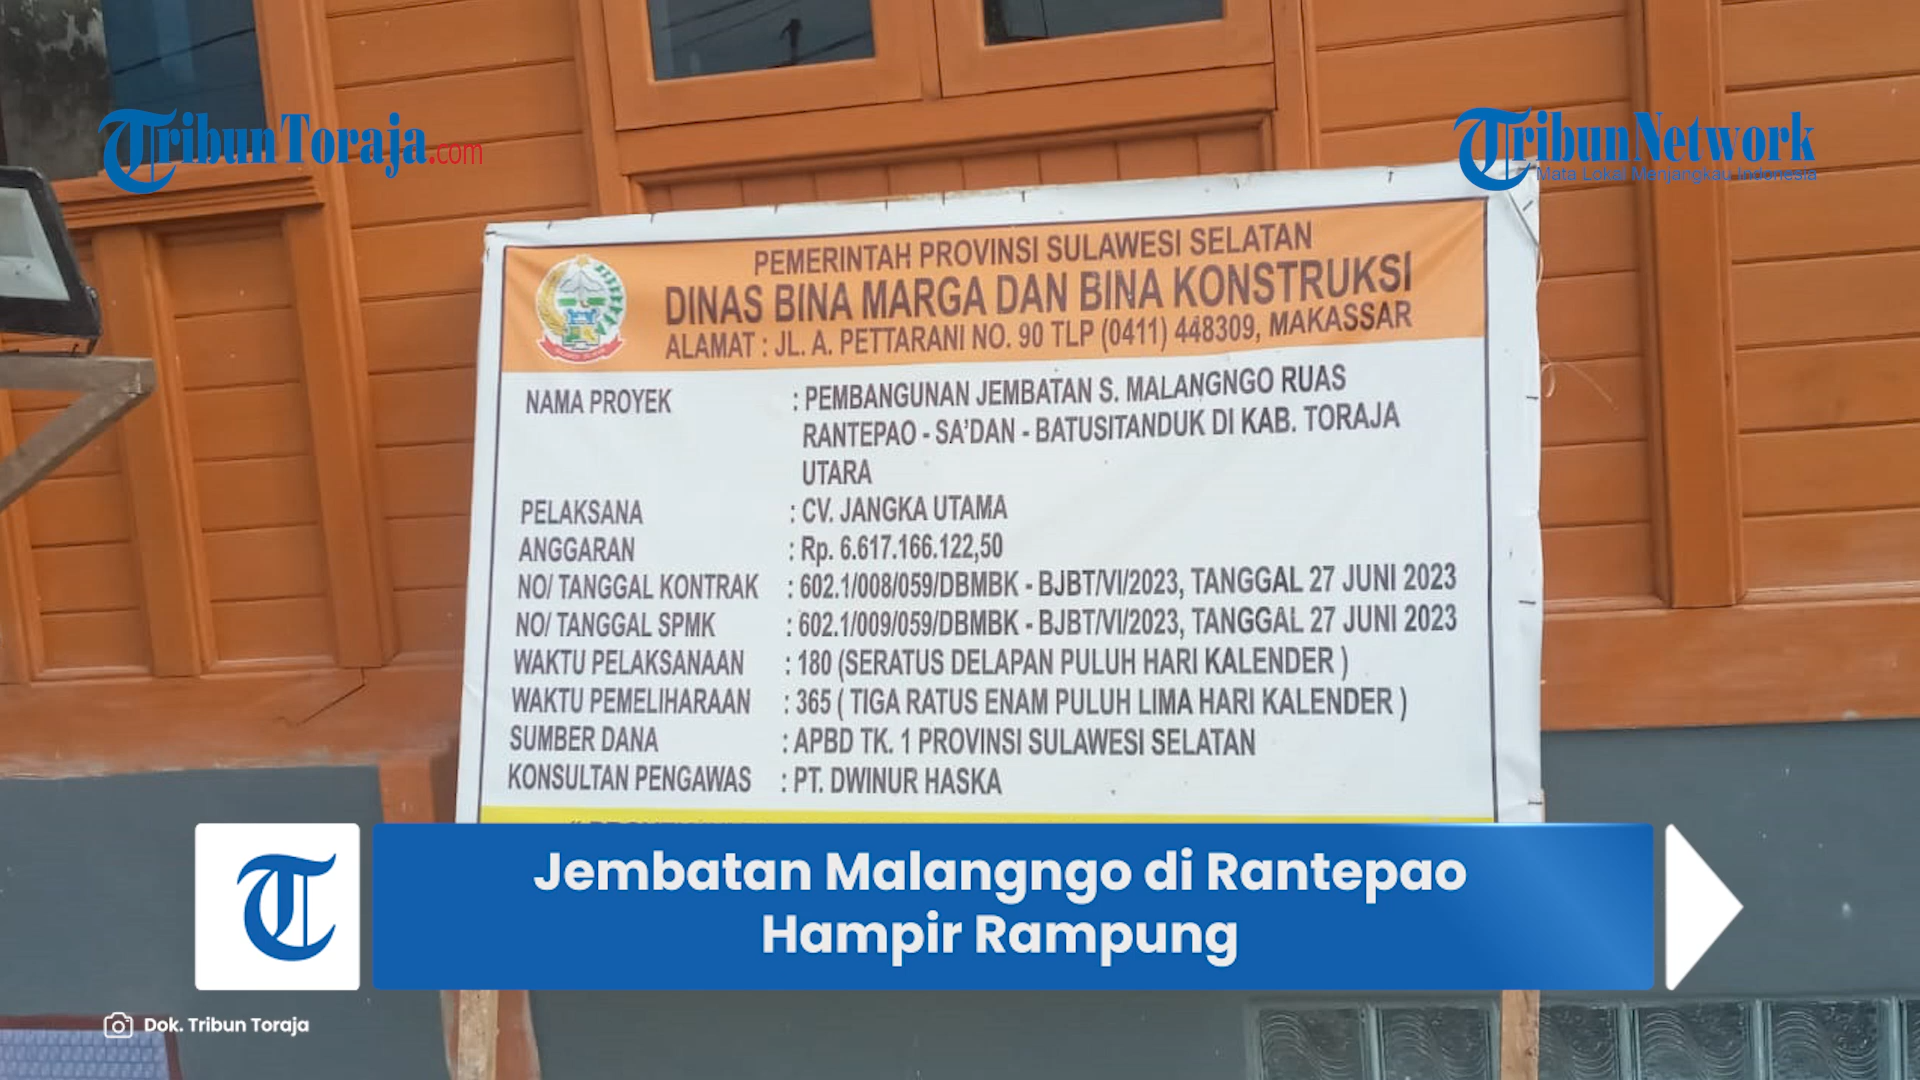 TribunToraja.com
TribunNetwork
Mata Lokal Menjangkau Indonesia
PEMERINTAH PROVINSI SULAWESI SELATAN
DINAS BINA MARGA DAN BINA KONSTRUKSI
ALAMAT : JL. A. PETTARANI NO. 90 TLP (0411) 448309, MAKASSAR
NAMA PROYEK : PEMBANGUNAN JEMBATAN S. MALANGNGO RUAS
RANTEPAO - SA'DAN - BATUSITANDUK DI KAB. TORAJA
UTARA
PELAKSANA : CV. JANGKA UTAMA
ANGGARAN : Rp. 6.617.166.122,50
NO/ TANGGAL KONTRAK : 602.1/008/059/DBMBK - BJBT/VI/2023, TANGGAL 27 JUNI 2023
NO/ TANGGAL SPMK : 602.1/009/059/DBMBK - BJBT/VI/2023, TANGGAL 27 JUNI 2023
WAKTU PELAKSANAAN : 180 (SERATUS DELAPAN PULUH HARI KALENDER )
WAKTU PEMELIHARAAN : 365 ( TIGA RATUS ENAM PULUH LIMA HARI KALENDER )
SUMBER DANA : APBD TK. 1 PROVINSI SULAWESI SELATAN
KONSULTAN PENGAWAS : PT. DWINUR HASKA
T
Jembatan Malangngo di Rantepao
Hampir Rampung
Dok. Tribun Toraja